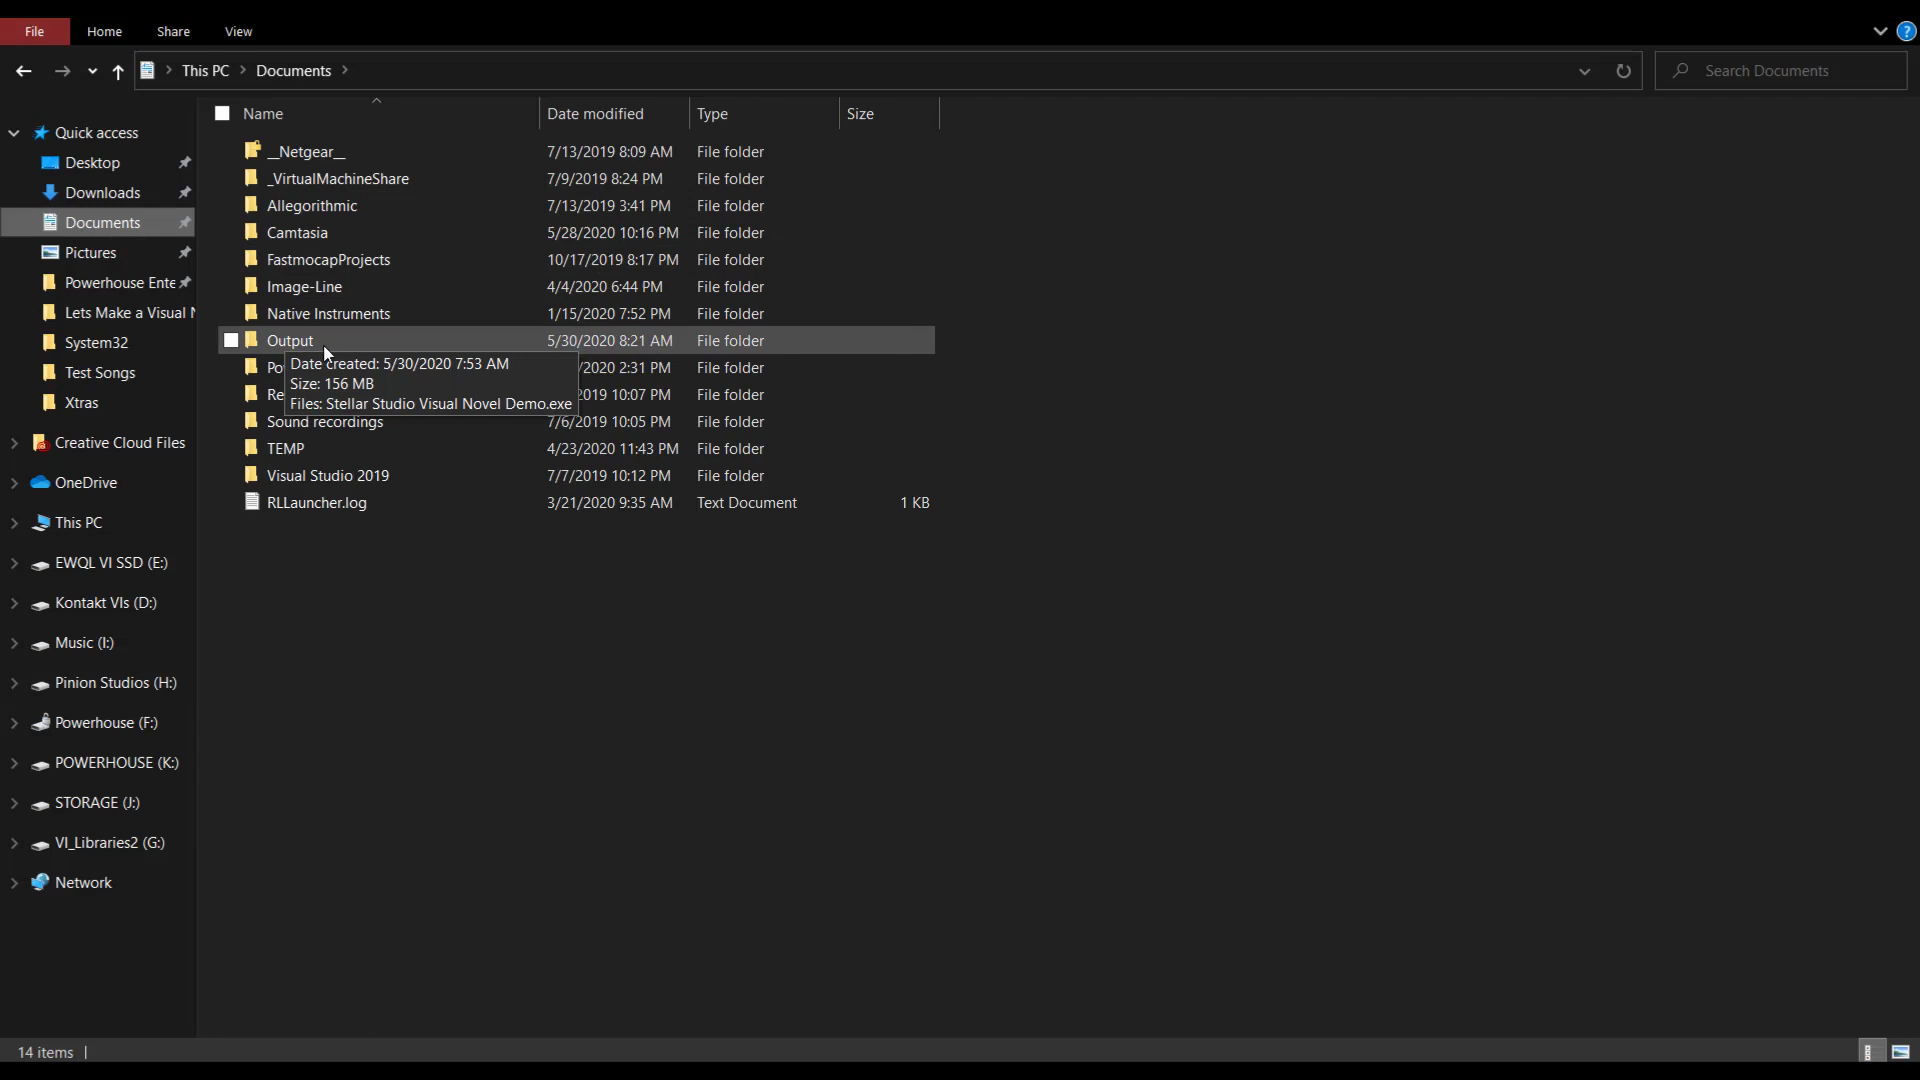 File Home Share View
This PC Documents
Search Documents
Name Date modified Type Size
Quick access
Desktop
Downloads
Documents
Pictures
Powerhouse Ente
Lets Make a Visual
System32
Test Songs
Xtras
Creative Cloud Files
OneDrive
This PC
EWQL VI SSD (E:)
Kontakt VIs (D:)
Music (I:)
Pinion Studios (H:)
Powerhouse (F:)
POWERHOUSE (K:)
STORAGE (J:)
VI_Libraries2 (G:)
Network
__Netgear__ 7/13/2019 8:09 AM File folder
_VirtualMachineShare 7/9/2019 8:24 PM File folder
Allegorithmic 7/13/2019 3:41 PM File folder
Camtasia 5/28/2020 10:16 PM File folder
FastmocapProjects 10/17/2019 8:17 PM File folder
Image-Line 4/4/2020 6:44 PM File folder
Native Instruments 1/15/2020 7:52 PM File folder
Output 5/30/2020 8:21 AM File folder
Date created: 5/30/2020 7:53 AM
Size: 156 MB
Files: Stellar Studio Visual Novel Demo.exe
Po /2020 2:31 PM File folder
Re 2019 10:07 PM File folder
Sound recordings 7/6/2019 10:05 PM File folder
TEMP 4/23/2020 11:43 PM File folder
Visual Studio 2019 7/7/2019 10:12 PM File folder
RLLauncher.log 3/21/2020 9:35 AM Text Document 1 KB
14 items